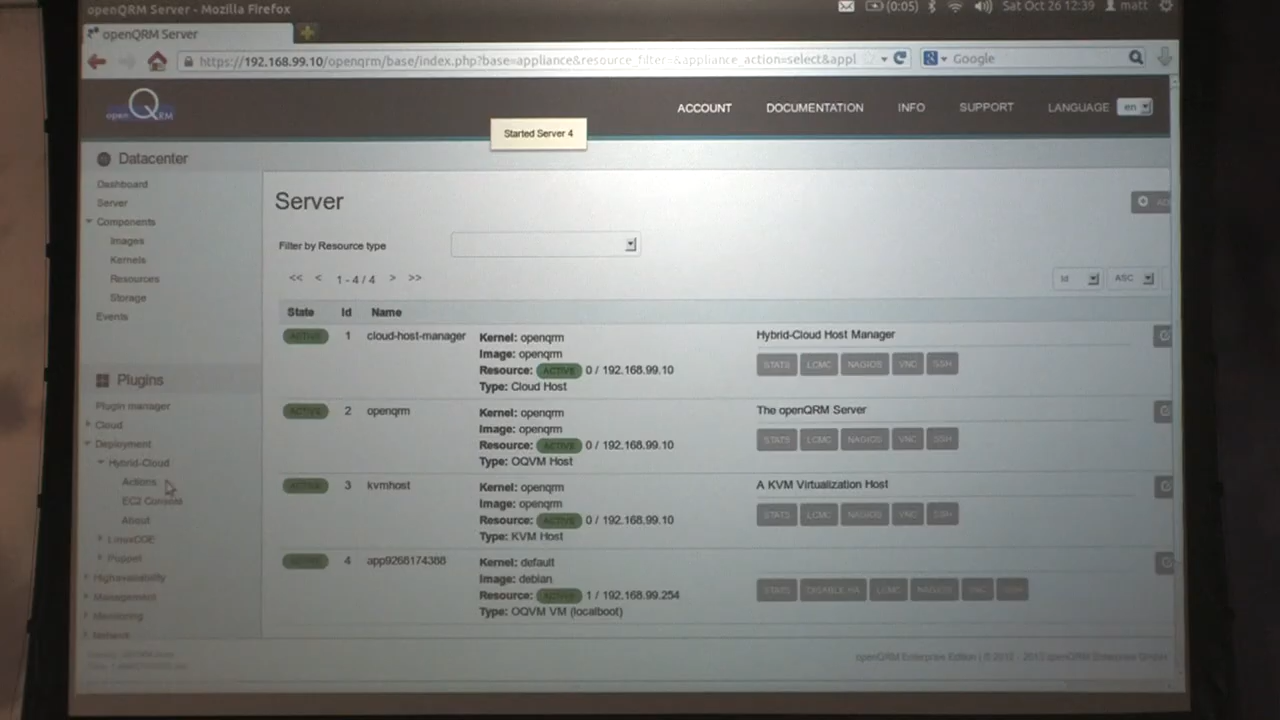 openQRM Server - Mozilla Firefox
(0:05) Sat Oct 26 12:39 matt
openQRM Server
https://192.168.99.10/openqrm/base/index.php?base=appliance&resource_filter=&appliance_action=select&appl
Google
openQRM
ACCOUNT DOCUMENTATION INFO SUPPORT LANGUAGE en
Started Server 4
Datacenter
Dashboard
Server
Components
Images
Kernels
Resources
Storage
Events
Plugins
Plugin manager
Cloud
Deployment
Hybrid-Cloud
Actions
EC2 Console
About
LinuxCOE
Puppet
Highavailability
Management
Monitoring
Network
Server
AD
Filter by Resource type
<< < 1 - 4 / 4 > >>
Id ASC
State Id Name
ACTIVE 1 cloud-host-manager
Kernel: openqrm
Image: openqrm
Resource: ACTIVE 0 / 192.168.99.10
Type: Cloud Host
Hybrid-Cloud Host Manager
STATS LCMC NAGIOS VNC SSH
ACTIVE 2 openqrm
Kernel: openqrm
Image: openqrm
Resource: ACTIVE 0 / 192.168.99.10
Type: OQVM Host
The openQRM Server
STATS LCMC NAGIOS VNC SSH
ACTIVE 3 kvmhost
Kernel: openqrm
Image: openqrm
Resource: ACTIVE 0 / 192.168.99.10
Type: KVM Host
A KVM Virtualization Host
STATS LCMC NAGIOS VNC SSH
ACTIVE 4 app9268174388
Kernel: default
Image: debian
Resource: ACTIVE 1 / 192.168.99.254
Type: OQVM VM (localboot)
STATS DISABLE HA LCMC NAGIOS VNC SSH
openQRM Enterprise Edition | © 2012 - 2013 openQRM Enterprise GmbH